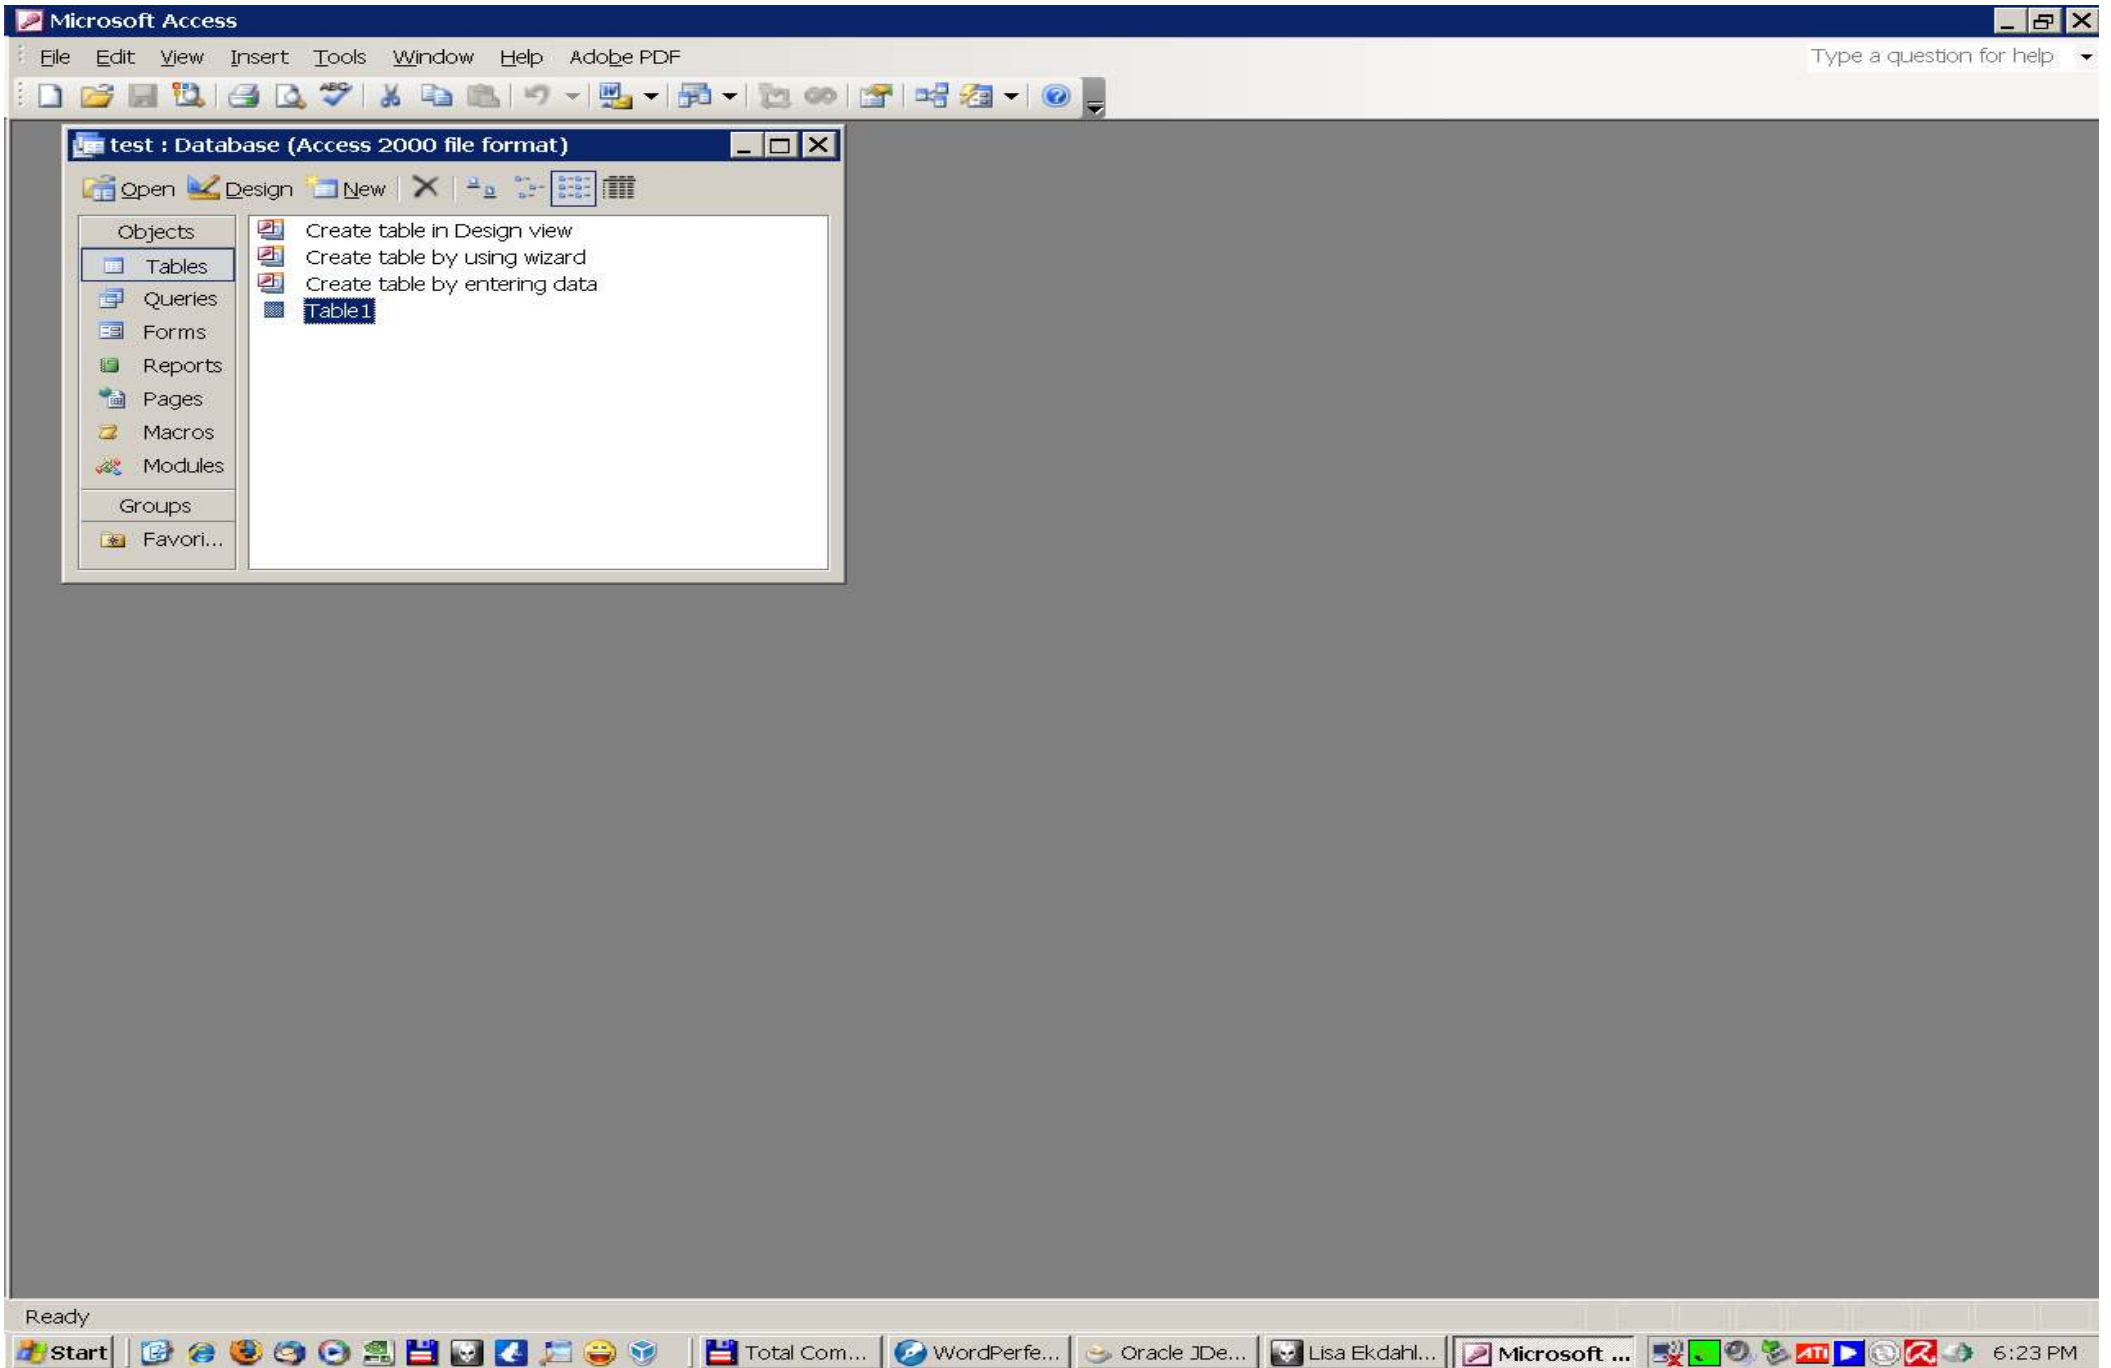 Microsoft Access
File Edit View Insert Tools Window Help Adobe PDF
Type a question for help
test : Database (Access 2000 file format)
Open Design New
Objects
Tables
Queries
Forms
Reports
Pages
Macros
Modules
Groups
Favori...
Create table in Design view
Create table by using wizard
Create table by entering data
Table1
Ready
Start Total Com... WordPerfe... Oracle JDe... Lisa Ekdahl... Microsoft ... ATI 6:23 PM